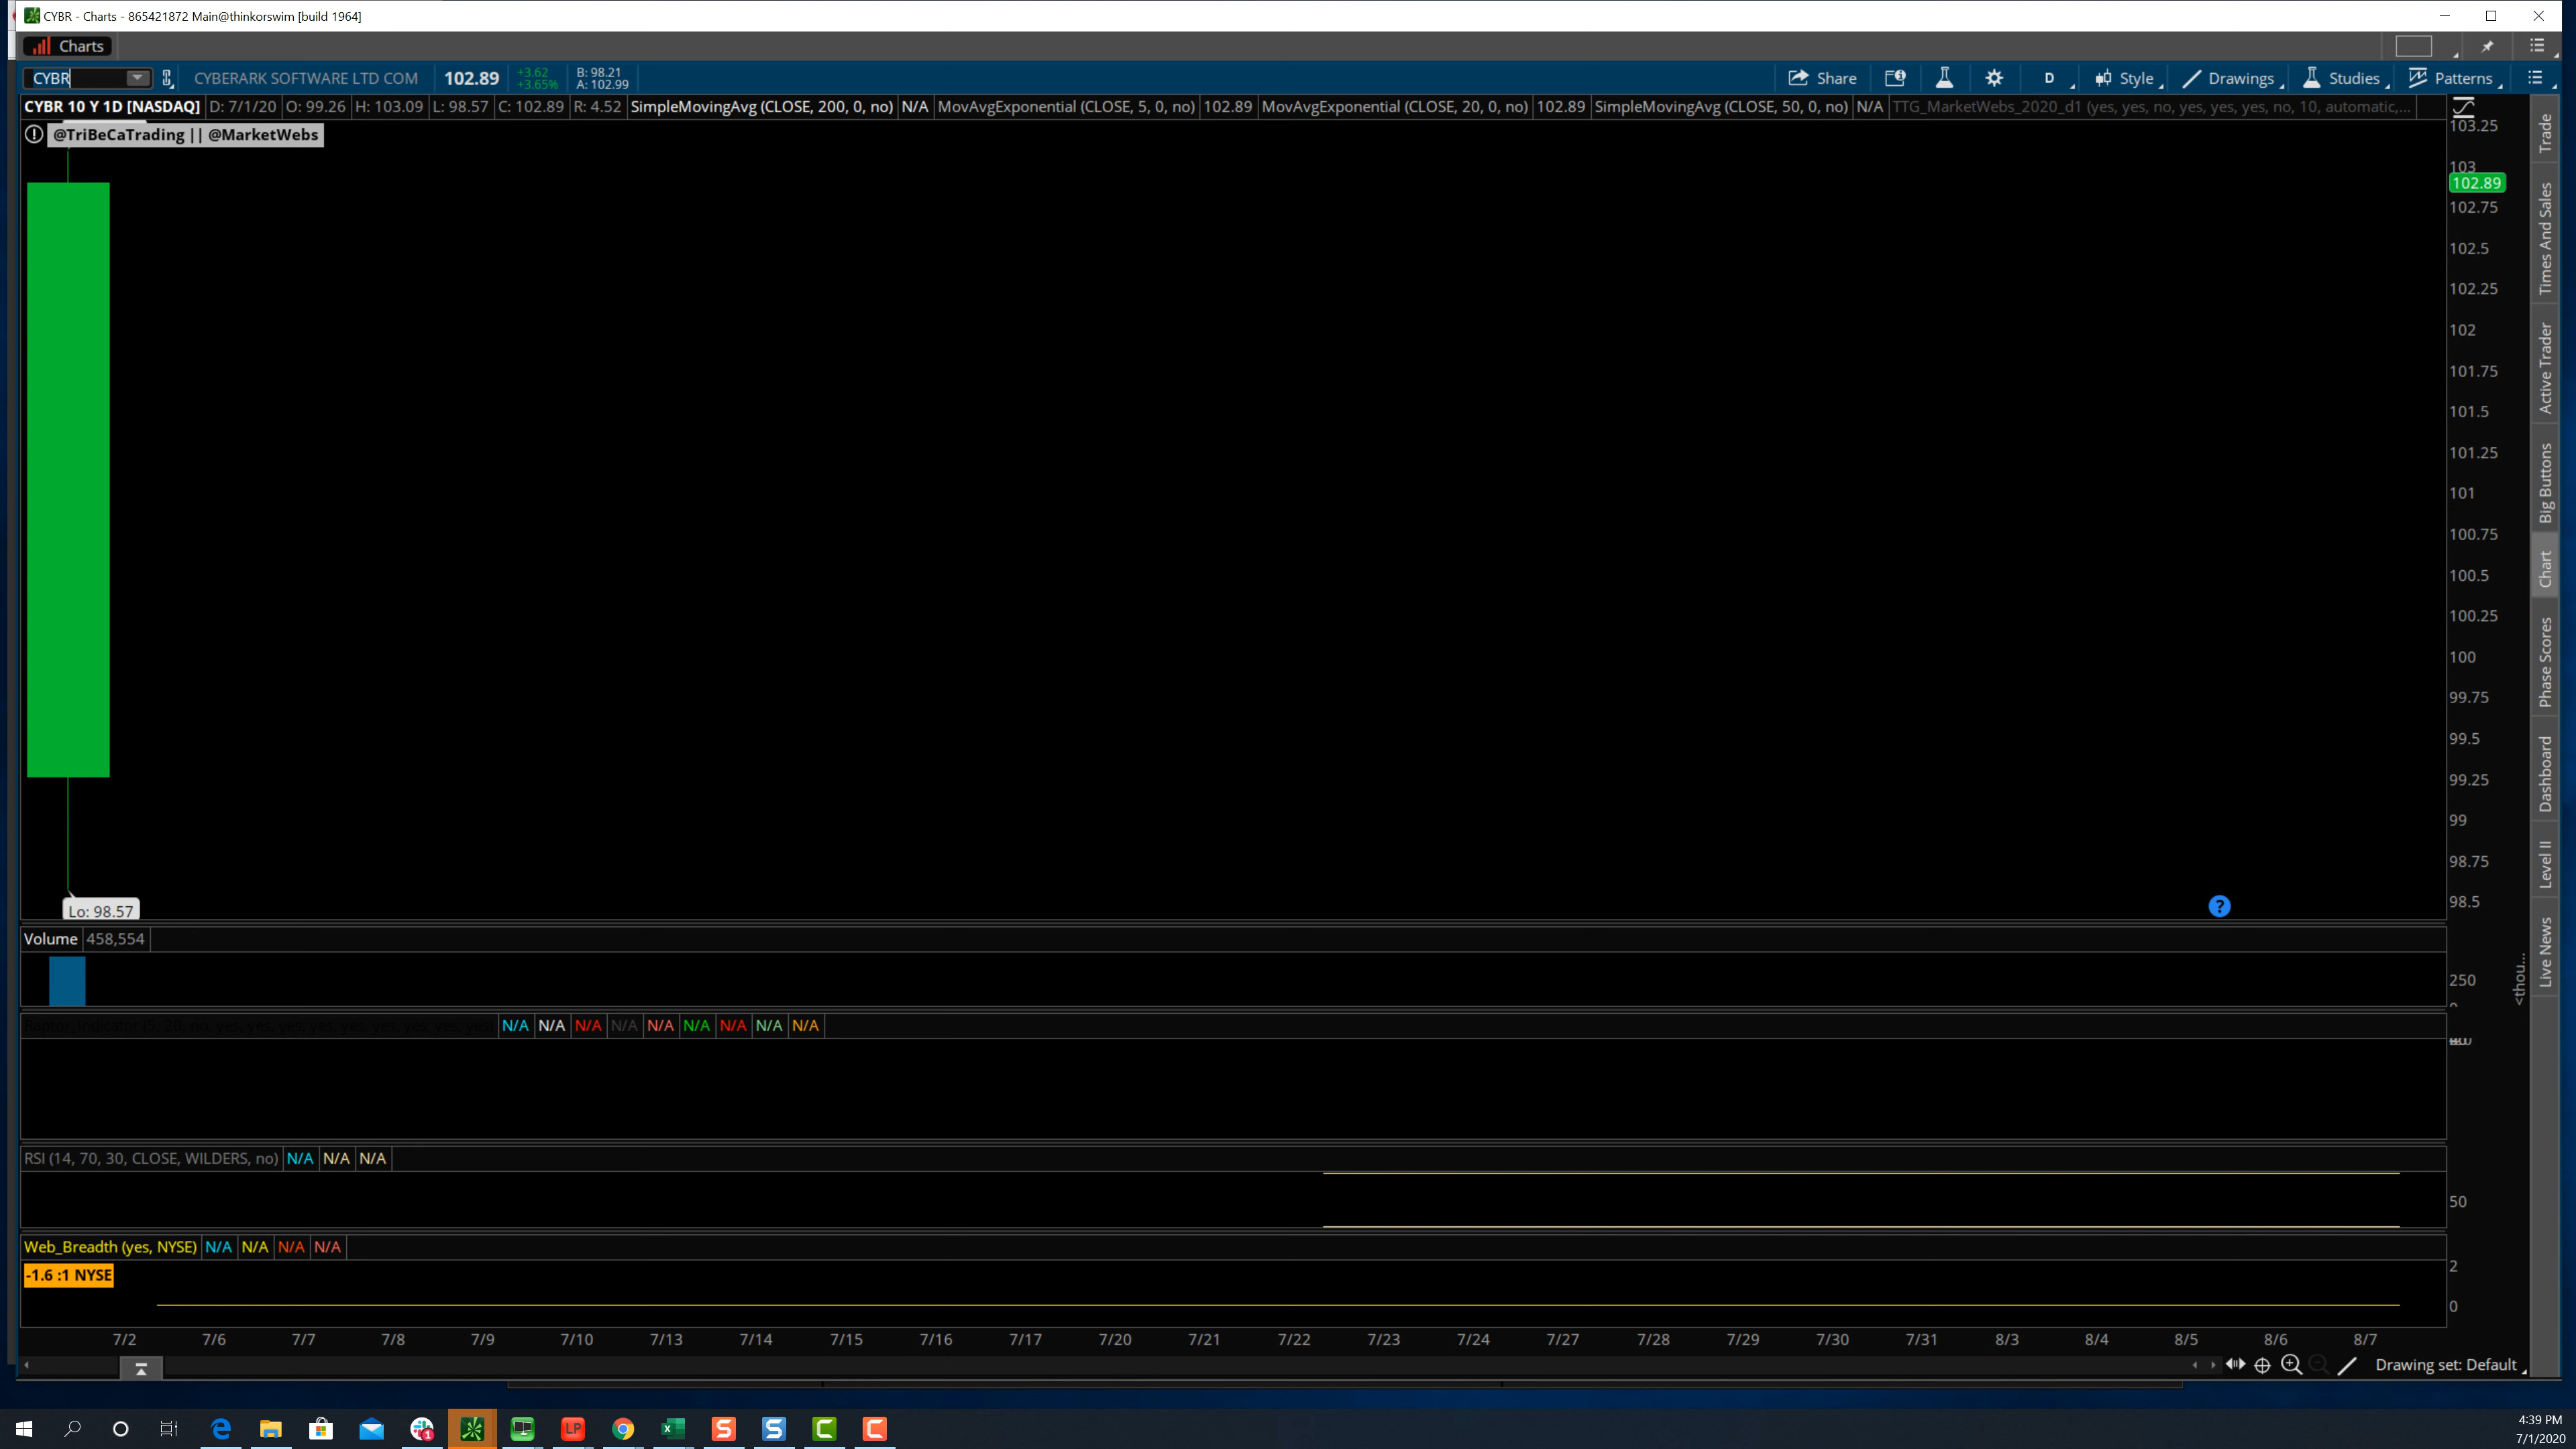 CYBR - Charts - 865421872 Main@thinkorswim [build 1964]
Charts
CYBR CYBERARK SOFTWARE LTD COM 102.89 +3.62 +3.65% B: 98.21 A: 102.99 Share D Style Drawings Studies Patterns
CYBR 10 Y 1D [NASDAQ] D: 7/1/20 O: 99.26 H: 103.09 L: 98.57 C: 102.89 R: 4.52 SimpleMovingAvg (CLOSE, 200, 0, no) N/A MovAvgExponential (CLOSE, 5, 0, no) 102.89 MovAvgExponential (CLOSE, 20, 0, no) 102.89 SimpleMovingAvg (CLOSE, 50, 0, no) N/A TTG_MarketWebs_2020_d1 (yes, yes, no, yes, yes, yes, no, 10, automatic,...
@TriBeCaTrading || @MarketWebs
103.25
103
102.89
102.75
102.5
102.25
102
101.75
101.5
101.25
101
100.75
100.5
100.25
100
99.75
99.5
99.25
99
98.75
98.5
Lo: 98.57
?
Trade
Times And Sales
Active Trader
Big Buttons
Chart
Phase Scores
Dashboard
Level II
Live News
Volume 458,554
250
<thou...
Raptor_Indicator N/A N/A N/A N/A N/A N/A N/A N/A N/A
RSI (14, 70, 30, CLOSE, WILDERS, no) N/A N/A N/A
50
Web_Breadth (yes, NYSE) N/A N/A N/A N/A
-1.6 :1 NYSE
2
0
7/2 7/6 7/7 7/8 7/9 7/10 7/13 7/14 7/15 7/16 7/17 7/20 7/21 7/22 7/23 7/24 7/27 7/28 7/29 7/30 7/31 8/3 8/4 8/5 8/6 8/7
Drawing set: Default
LP
4:39 PM
7/1/2020